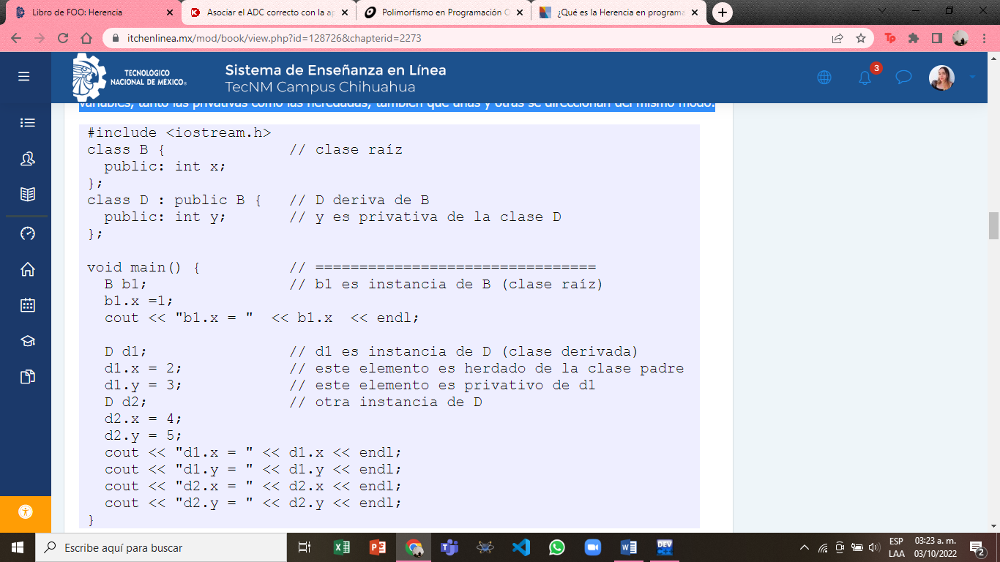 Libro de FOO: Herencia
Asociar el ADC correcto con la ap
Polimorfismo en Programación O
¿Qué es la Herencia en programa
itchenlinea.mx/mod/book/view.php?id=128726&chapterid=2273
TECNOLÓGICO
NACIONAL DE MÉXICO®
Sistema de Enseñanza en Línea
TecNM Campus Chihuahua
3
variables, tanto las privativas como las heredadas, también que unas y otras se direccionan del mismo modo.
#include <iostream.h>
class B { // clase raíz
public: int x;
};
class D : public B { // D deriva de B
public: int y; // y es privativa de la clase D
};
void main() { // ================================
B b1; // b1 es instancia de B (clase raíz)
b1.x =1;
cout << "b1.x = " << b1.x << endl;
D d1; // d1 es instancia de D (clase derivada)
d1.x = 2; // este elemento es herdado de la clase padre
d1.y = 3; // este elemento es privativo de d1
D d2; // otra instancia de D
d2.x = 4;
d2.y = 5;
cout << "d1.x = " << d1.x << endl;
cout << "d1.y = " << d1.y << endl;
cout << "d2.x = " << d2.x << endl;
cout << "d2.y = " << d2.y << endl;
}
Escribe aquí para buscar
DEV
ESP
LAA
03:23 a. m.
03/10/2022
2